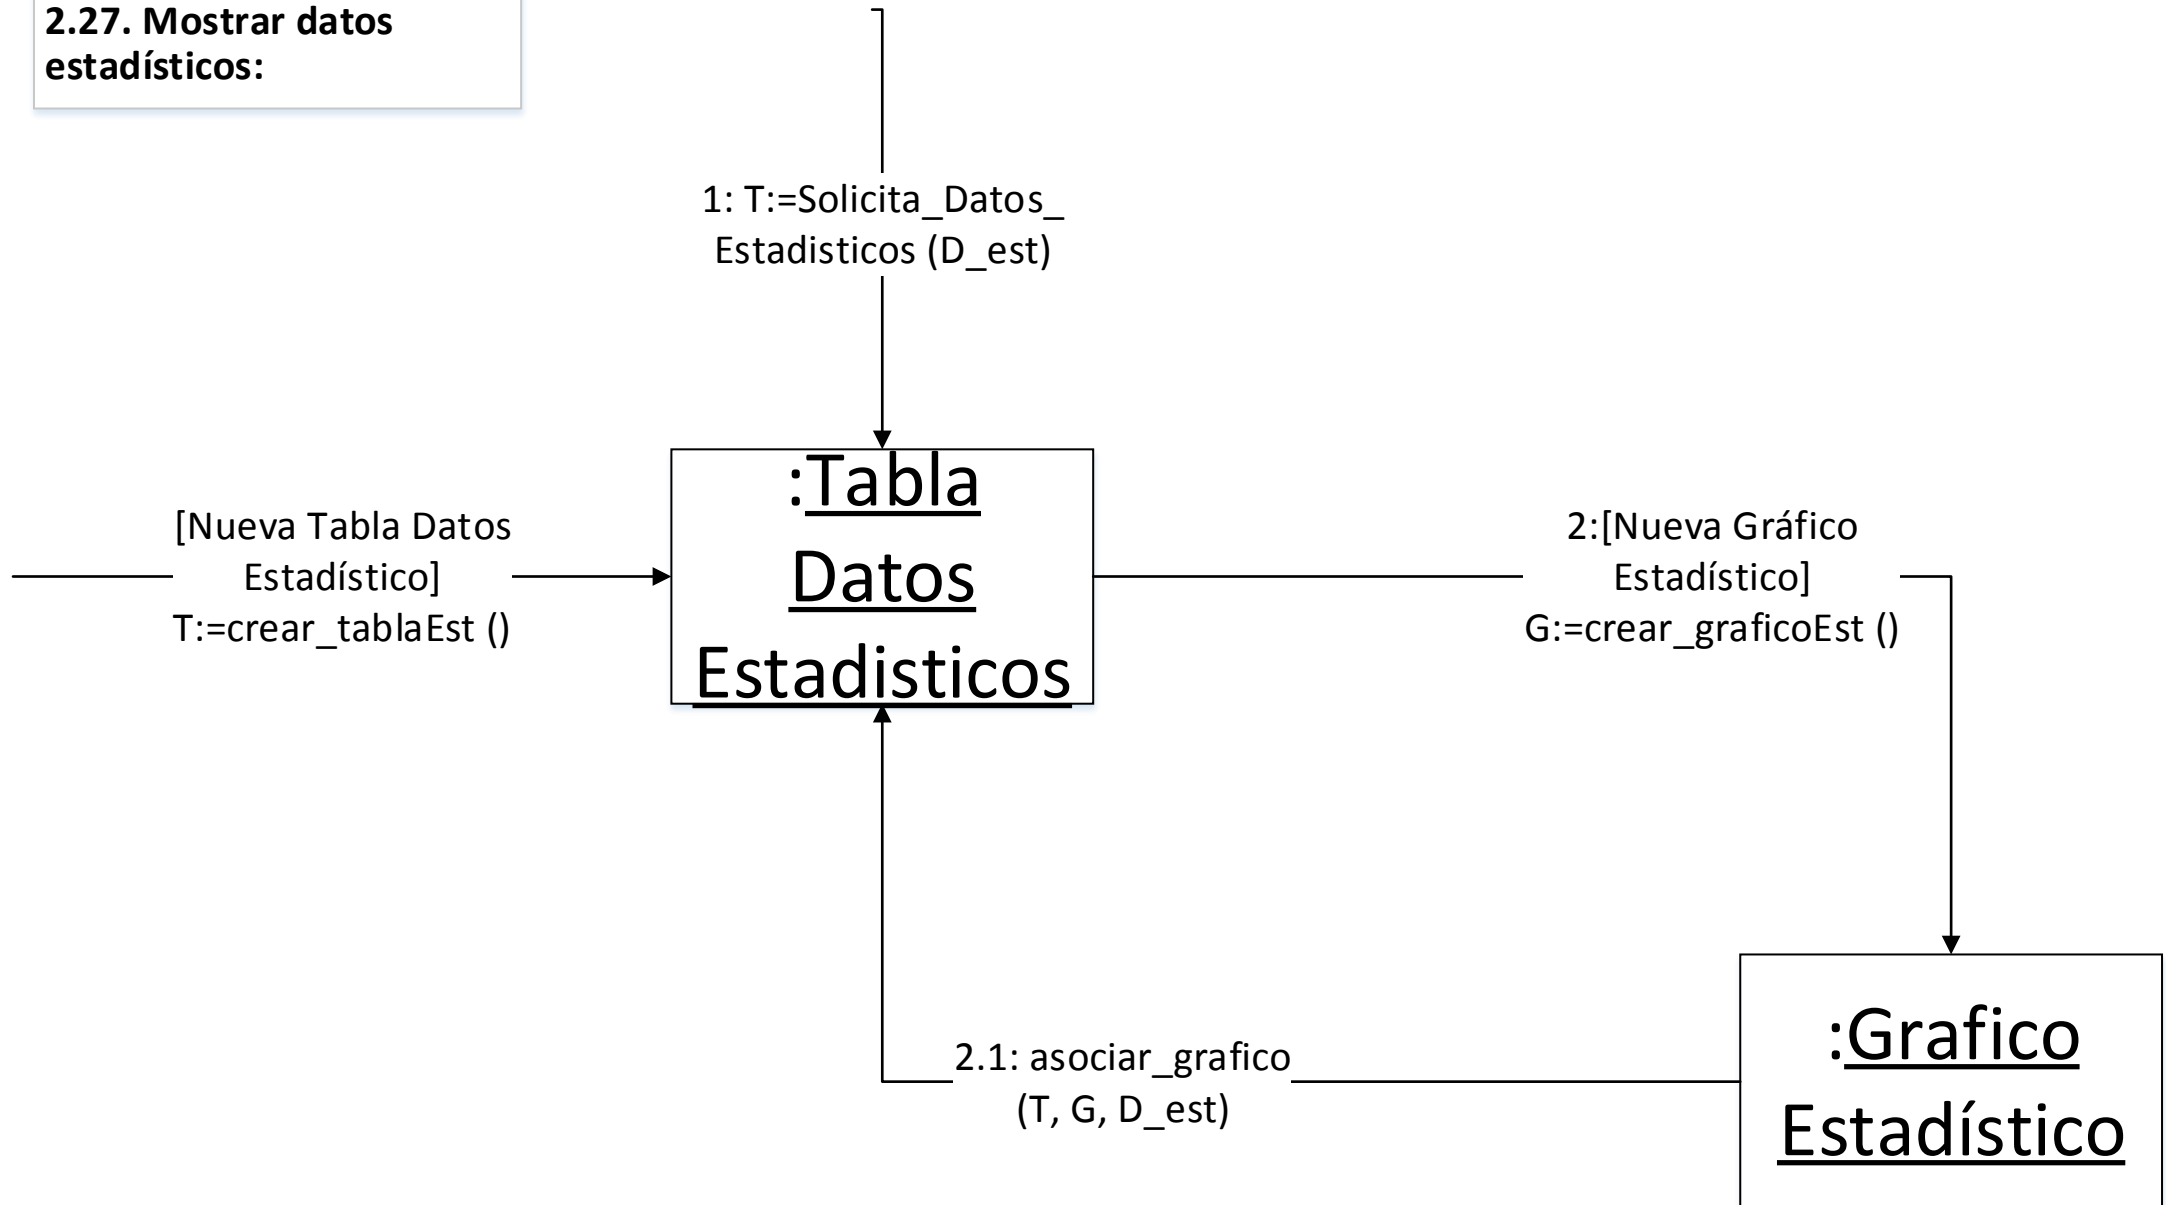 2.27. Mostrar datos
estadísticos:
1: T:=Solicita_Datos_
Estadisticos (D_est)
[Nueva Tabla Datos
Estadístico]
T:=crear_tablaEst ()
:Tabla
Datos
Estadisticos
2:[Nueva Gráfico
Estadístico]
G:=crear_graficoEst ()
2.1: asociar_grafico
(T, G, D_est)
:Grafico
Estadístico